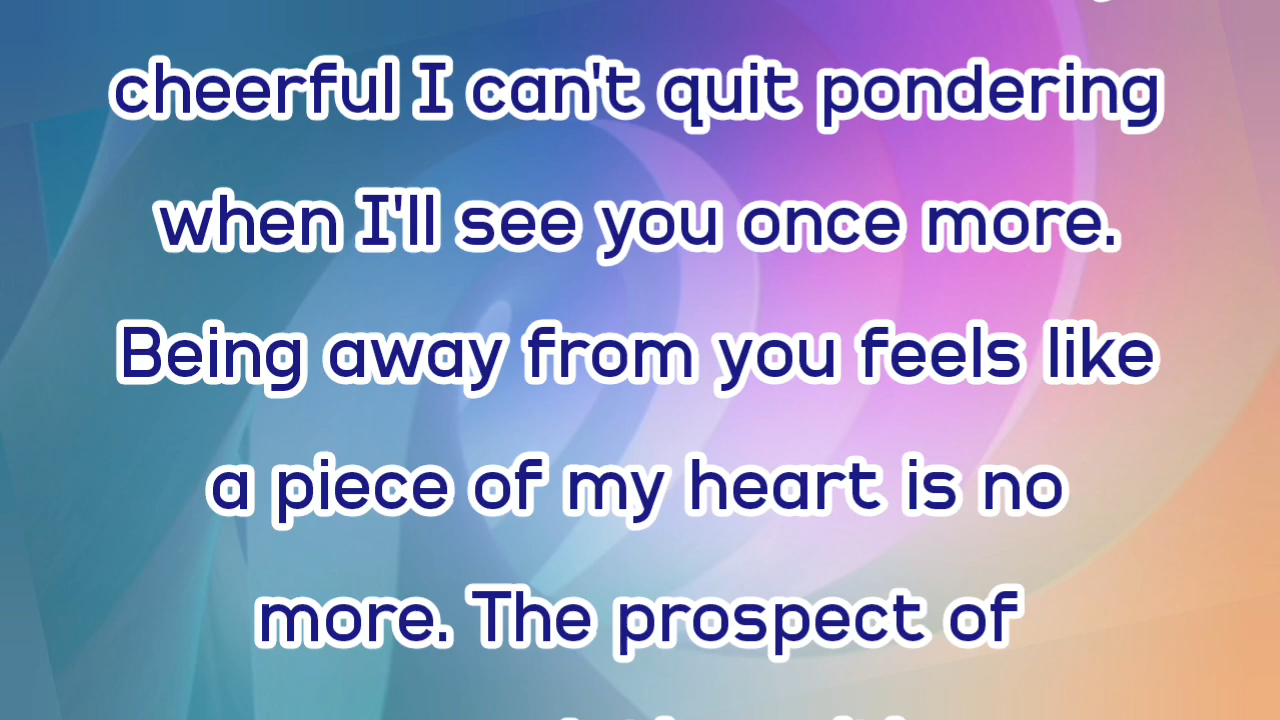 cheerful I can't quit pondering
when I'll see you once more.
Being away from you feels like
a piece of my heart is no
more. The prospect of